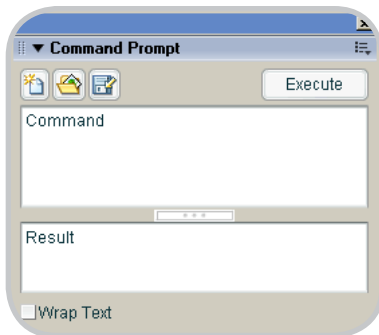 Command Prompt
Execute
Command
Result
Wrap Text